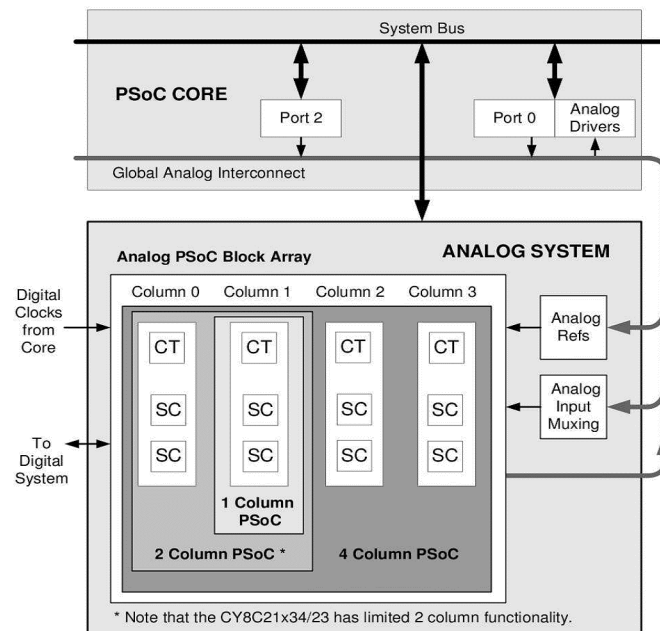 System Bus
PSoC CORE
Port 2
Port 0
Analog
Drivers
Global Analog Interconnect
ANALOG SYSTEM
Analog PSoC Block Array
Column 0
Column 1
Column 2
Column 3
Digital
Clocks
from
Core
CT
CT
CT
CT
Analog
Refs
SC
SC
SC
SC
Analog
Input
Muxing
To
Digital
System
SC
SC
SC
SC
1 Column
PSoC
2 Column PSoC *
4 Column PSoC
* Note that the CY8C21x34/23 has limited 2 column functionality.